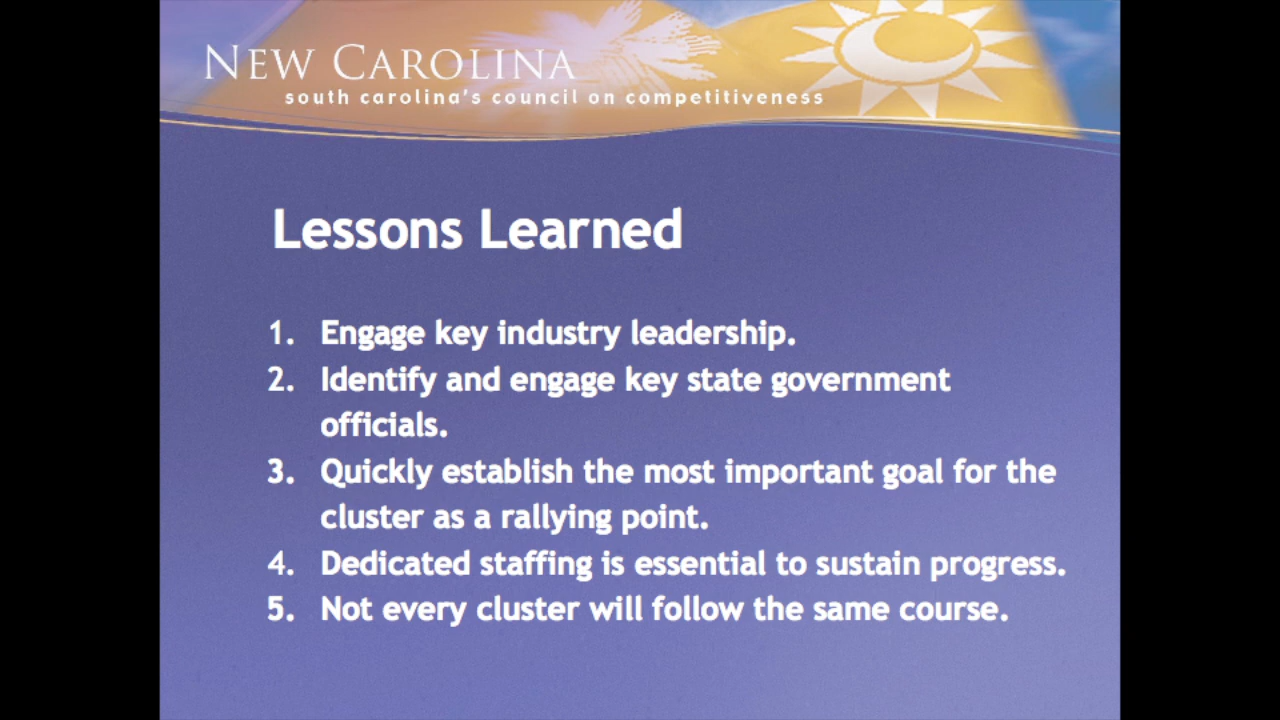 NEW CAROLINA
south carolina's council on competitiveness
Lessons Learned
1. Engage key industry leadership.
2. Identify and engage key state government
officials.
3. Quickly establish the most important goal for the
cluster as a rallying point.
4. Dedicated staffing is essential to sustain progress.
5. Not every cluster will follow the same course.